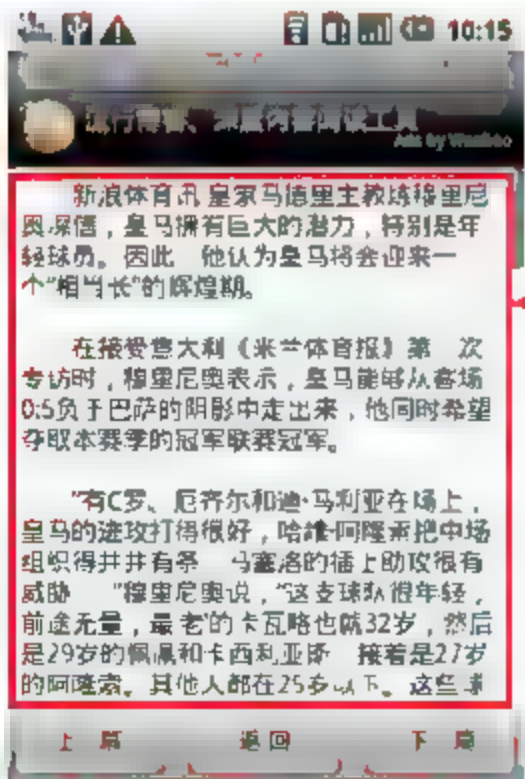 10:15
Ads by Wooboo
新浪体育讯 皇家马德里主教练穆里尼
奥深信，皇马拥有巨大的潜力，特别是年
轻球员。因此 他认为皇马将会迎来一
个“相当长”的辉煌期。
在接受意大利《米兰体育报》第 次
专访时，穆里尼奥表示，皇马能够从客场
0:5负于巴萨的阴影中走出来，他同时希望
夺取本赛季的冠军联赛冠军。
“有C罗、厄齐尔和迪·马利亚在场上，
皇马的进攻打得很好，哈维·阿隆索把中场
组织得井井有条 马塞洛的插上助攻很有
威胁 ”穆里尼奥说，“这支球队很年轻，
前途无量，最‘老’的卡瓦略也就32岁，然后
是29岁的佩佩和卡西利亚斯 接着是27岁
的阿隆索。其他人都在25岁以下。这些球
上 篇 返回 下 篇